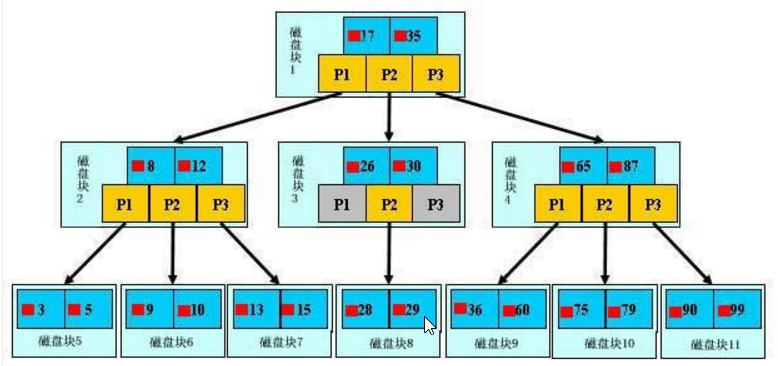 磁盘块1
17 35
P1 P2 P3
磁盘块2
8 12
P1 P2 P3
磁盘块3
26 30
P1 P2 P3
磁盘块4
65 87
P1 P2 P3
3 5
磁盘块5
9 10
磁盘块6
13 15
磁盘块7
28 29
磁盘块8
36 60
磁盘块9
75 79
磁盘块10
90 99
磁盘块11